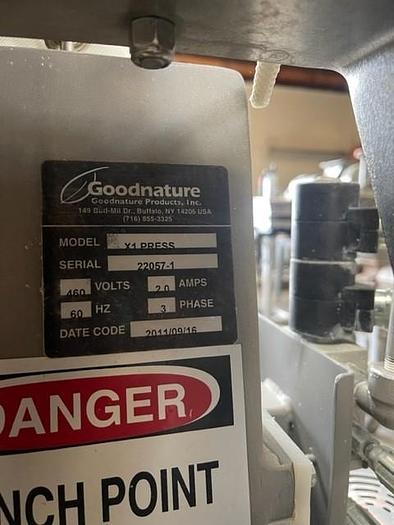 Goodnature
Goodnature Products, Inc.
149 Bud-Mil Dr., Buffalo, NY 14206 USA
(716) 855-3325
MODEL X1 PRESS
SERIAL 22057-1
460 VOLTS 2.0 AMPS
60 HZ 3 PHASE
DATE CODE 2011/09/16
DANGER
NCH POINT